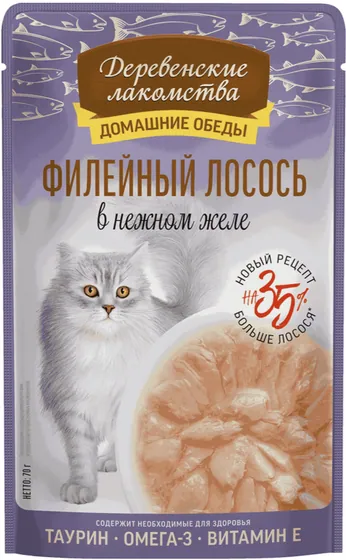 Деревенские
лакомства
ДОМАШНИЕ ОБЕДЫ
ФИЛЕЙНЫЙ ЛОСОСЬ
в нежном желе
НОВЫЙ РЕЦЕПТ
НА 35%
БОЛЬШЕ ЛОСОСЯ*
НЕТТО: 70 г
СОДЕРЖИТ НЕОБХОДИМЫЕ ДЛЯ ЗДОРОВЬЯ
ТАУРИН · ОМЕГА-3 · ВИТАМИН Е